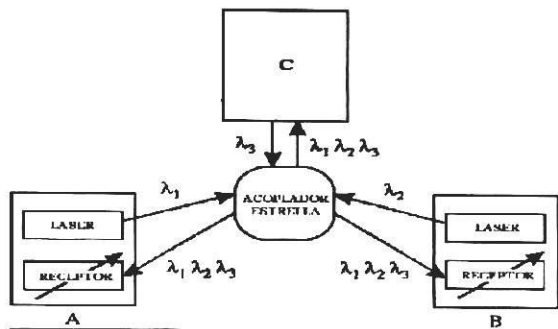 C
λ3
λ1 λ2 λ3
λ1
ACOPLADOR
ESTRELLA
λ2
LASER
LASER
RECEPTOR
λ1 λ2 λ3
λ1 λ2 λ3
RECEPTOR
A
B